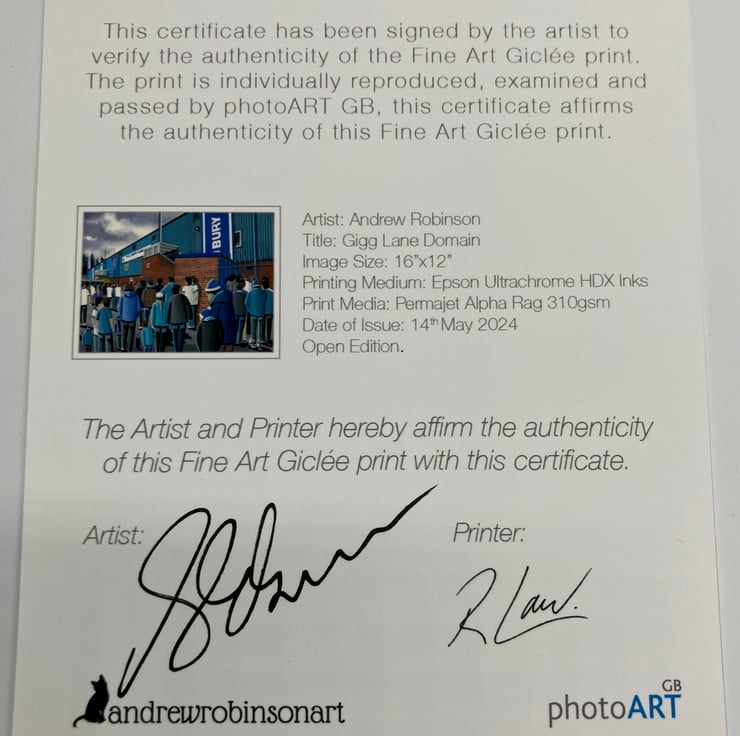 This certificate has been signed by the artist to
verify the authenticity of the Fine Art Giclée print.
The print is individually reproduced, examined and
passed by photoART GB, this certificate affirms
the authenticity of this Fine Art Giclée print.
BURY
Artist: Andrew Robinson
Title: Gigg Lane Domain
Image Size: 16"x12"
Printing Medium: Epson Ultrachrome HDX Inks
Print Media: Permajet Alpha Rag 310gsm
Date of Issue: 14th May 2024
Open Edition.
The Artist and Printer hereby affirm the authenticity
of this Fine Art Giclée print with this certificate.
Artist:
Printer:
R Law.
andrewrobinsonart
photoART GB